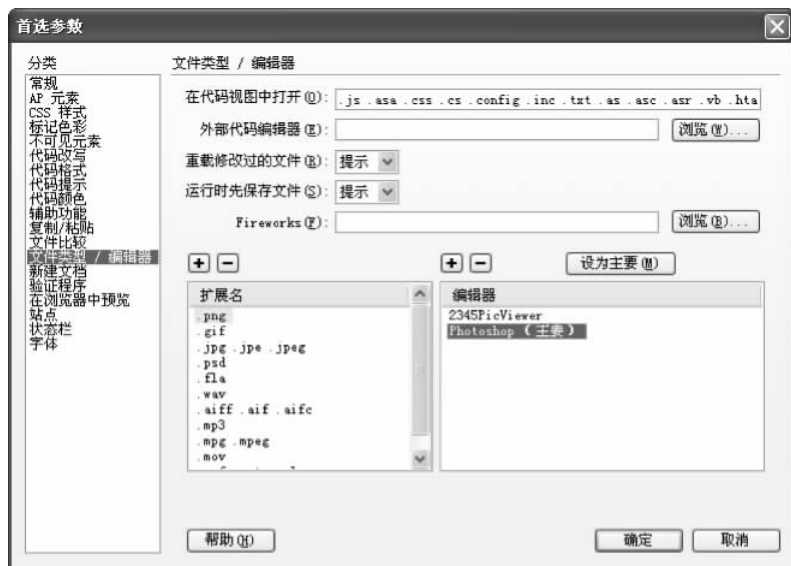 首选参数
分类
常规
AP 元素
CSS 样式
标记色彩
不可见元素
代码改写
代码格式
代码提示
代码颜色
辅助功能
复制/粘贴
文件比较
文件类型 / 编辑器
新建文档
验证程序
在浏览器中预览
站点
状态栏
字体
文件类型 / 编辑器
在代码视图中打开(O): .js .asa .css .cs .config .inc .txt .as .asc .asr .vb .hta
外部代码编辑器(E): 浏览(W)...
重载修改过的文件(R): 提示
运行时先保存文件(S): 提示
Fireworks(F): 浏览(B)...
设为主要(M)
扩展名
.png
.gif
.jpg .jpe .jpeg
.psd
.fla
.wav
.aiff .aif .aifc
.mp3
.mpg .mpeg
.mov
编辑器
2345PicViewer
Photoshop (主要)
帮助(H)
确定
取消